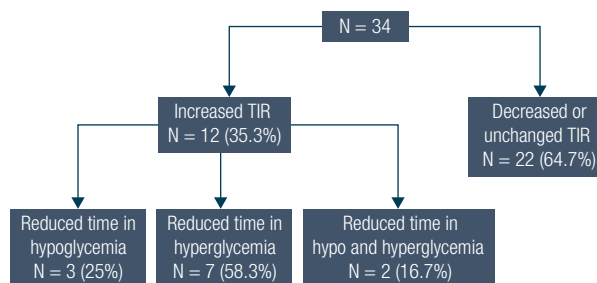 N = 34
Increased TIR
N = 12 (35.3%)
Decreased or
unchanged TIR
N = 22 (64.7%)
Reduced time in
hypoglycemia
N = 3 (25%)
Reduced time in
hyperglycemia
N = 7 (58.3%)
Reduced time in
hypo and hyperglycemia
N = 2 (16.7%)